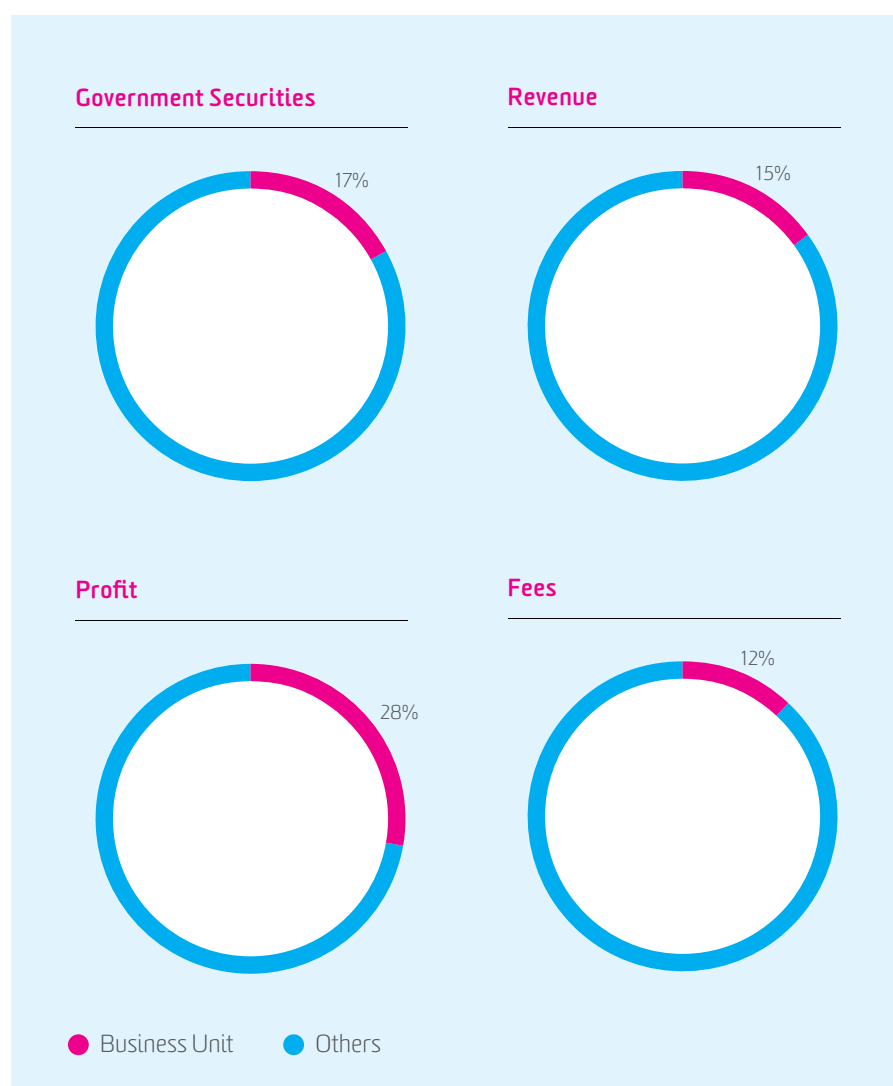 Government Securities
Revenue
17%
15%
Profit
Fees
28%
12%
Business Unit
Others